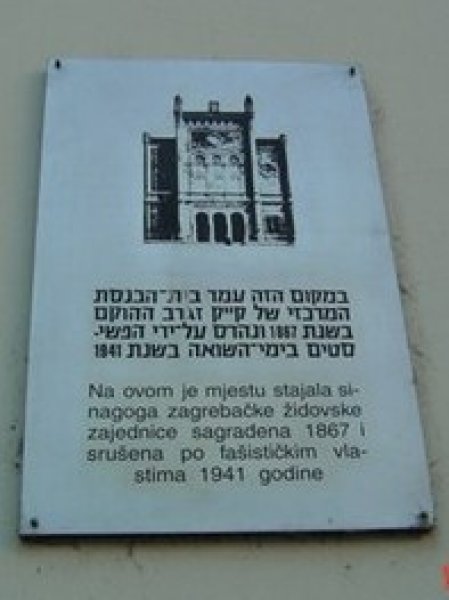 במקום הזה עמד בית-הכנסת
המרכזי של ק״ק זגרב ההוקם
בשנת 1867 ונהרס על-ידי הפשי-
סטים בימי-השואה בשנת 1941
Na ovom je mjestu stajala si-
nagoga zagrebačke židovske
zajednice sagrađena 1867 i
srušena po fašističkim vla-
stima 1941 godine